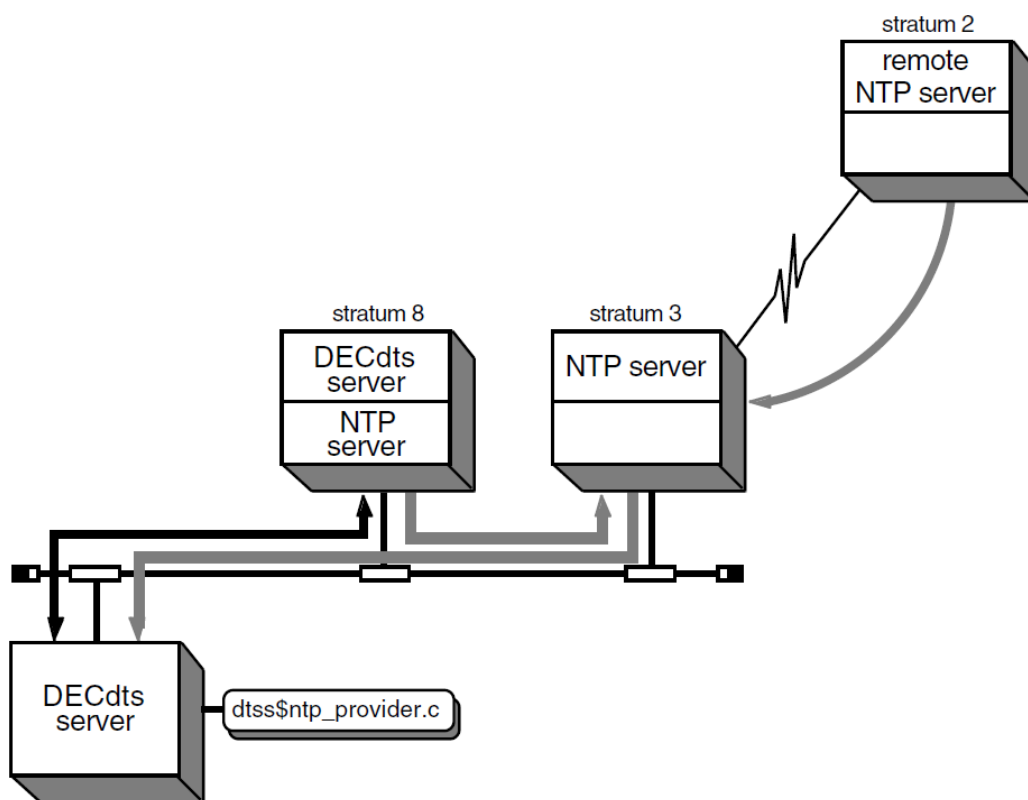 stratum 2
remote
NTP server
stratum 8
DECdts
server
NTP
server
stratum 3
NTP server
DECdts
server
dtss$ntp_provider.c